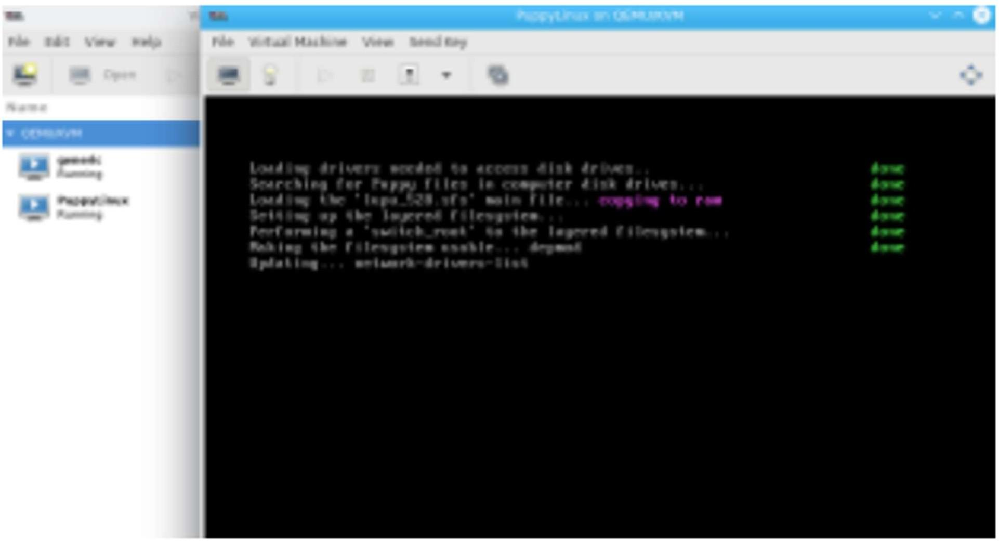 File Edit View Help
Open
Name
QEMU/KVM
Running
PuppyLinux
Running
PuppyLinux on QEMU/KVM
File Virtual Machine View Send Key
Loading drivers needed to access disk drives.. done
Searching for Puppy files in computer disk drives... done
Loading the 'lupu_528.sfs' main file... copying to ram done
Setting up the layered filesystem... done
Performing a 'switch_root' to the layered filesystem... done
Making the filesystem usable... depmod done
Updating... network-drivers-list